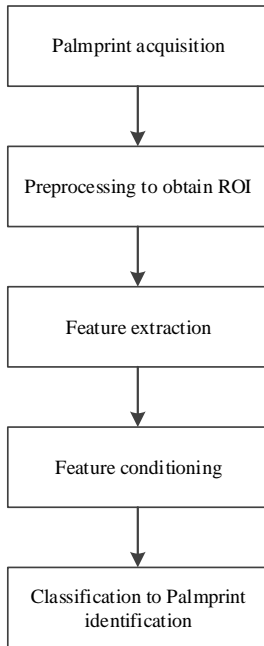 Palmprint acquisition
Preprocessing to obtain ROI
Feature extraction
Feature conditioning
Classification to Palmprint
identification